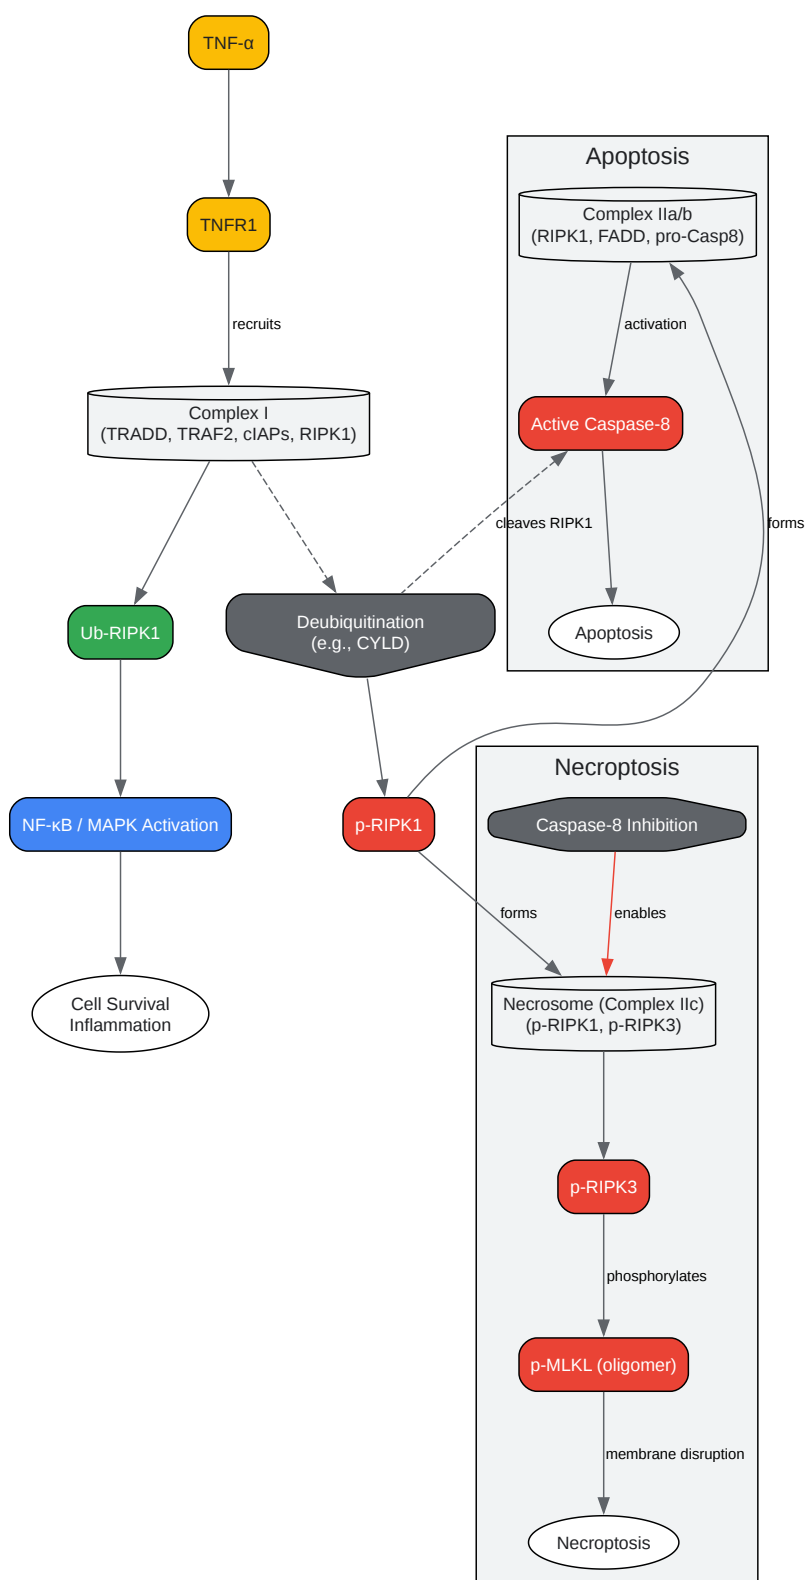 TNF-α
TNFR1
recruits
Complex I
(TRADD, TRAF2, cIAPs, RIPK1)
Apoptosis
Complex IIa/b
(RIPK1, FADD, pro-Casp8)
activation
Active Caspase-8
cleaves RIPK1
forms
Apoptosis
Ub-RIPK1
Deubiquitination
(e.g., CYLD)
NF-κB / MAPK Activation
p-RIPK1
Cell Survival
Inflammation
Necroptosis
Caspase-8 Inhibition
forms
enables
Necrosome (Complex IIc)
(p-RIPK1, p-RIPK3)
p-RIPK3
phosphorylates
p-MLKL (oligomer)
membrane disruption
Necroptosis